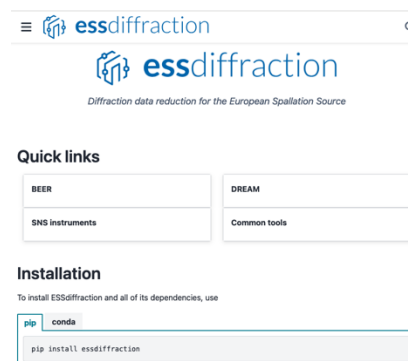 essdiffraction
essdiffraction
Diffraction data reduction for the European Spallation Source
Quick links
BEER
DREAM
SNS instruments
Common tools
Installation
To install ESSdiffraction and all of its dependencies, use
pip conda
pip install essdiffraction